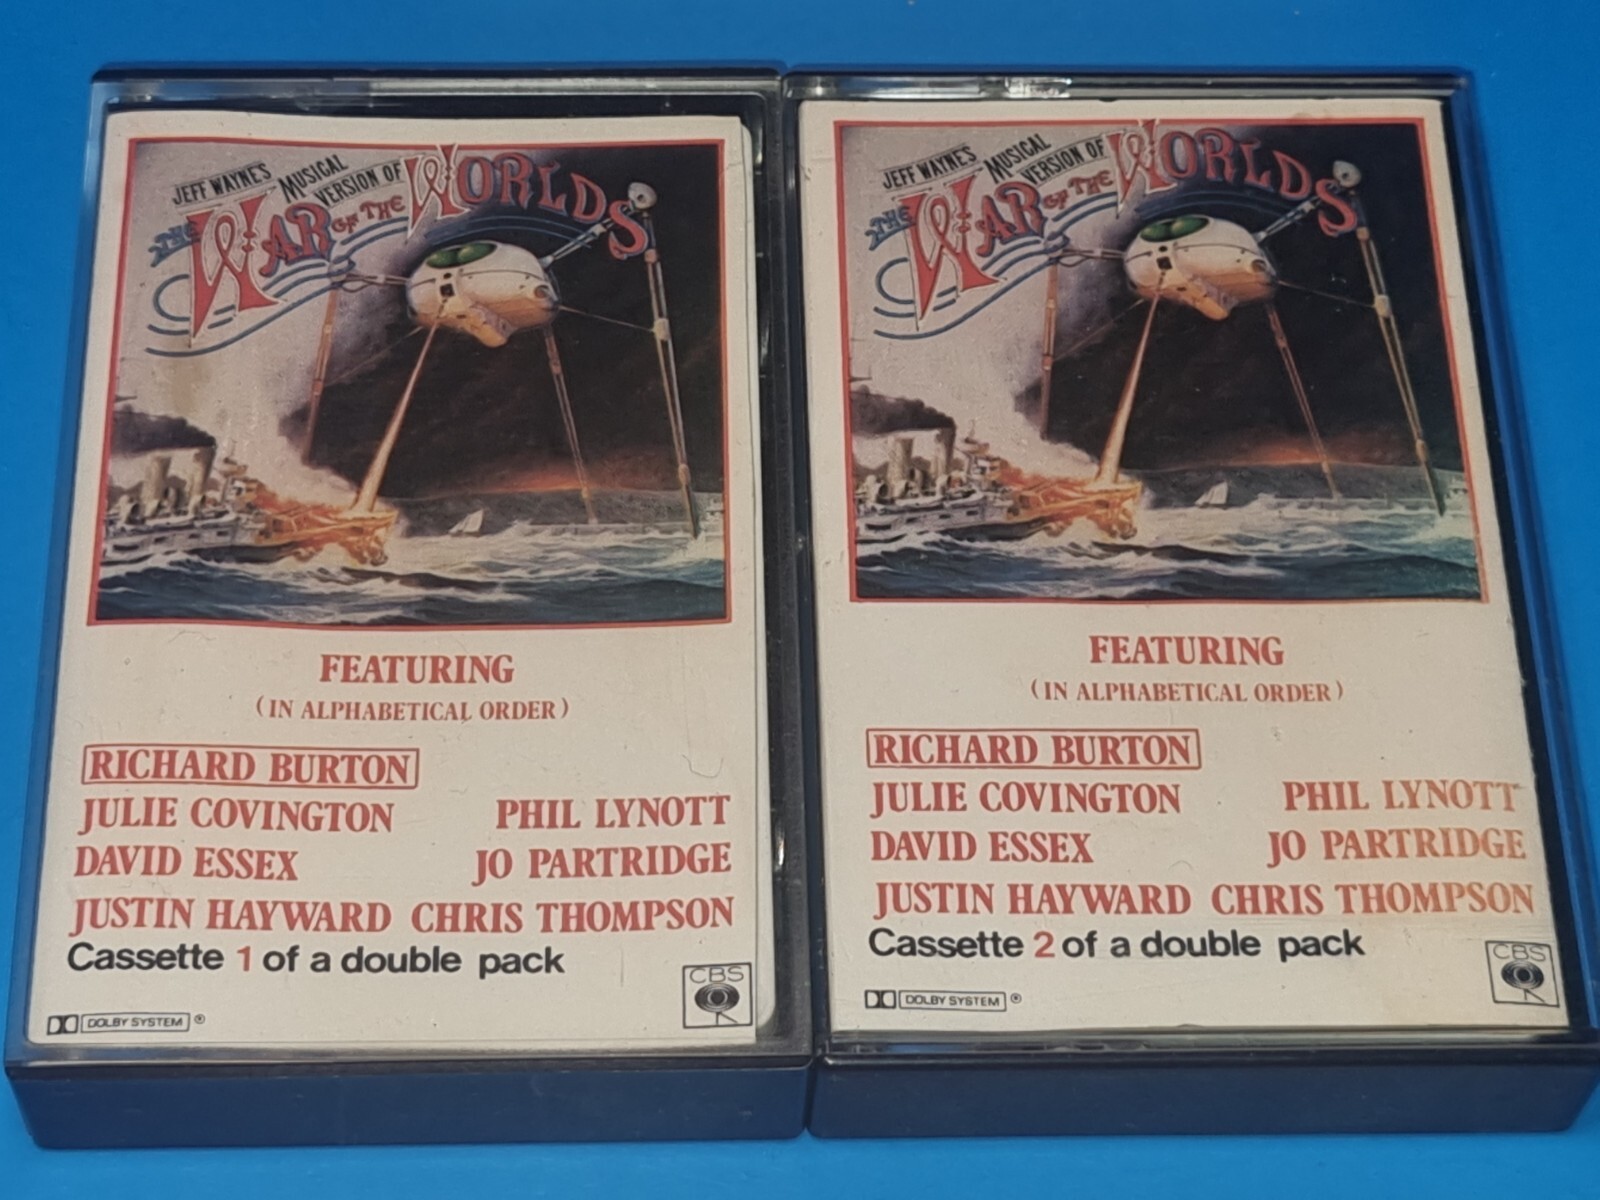 JEFF WAYNE'S
MUSICAL
VERSION OF
THE WAR OF THE WORLDS
FEATURING
(IN ALPHABETICAL ORDER)
RICHARD BURTON
JULIE COVINGTON PHIL LYNOTT
DAVID ESSEX JO PARTRIDGE
JUSTIN HAYWARD CHRIS THOMPSON
Cassette 1 of a double pack
CBS
DOLBY SYSTEM ®
JEFF WAYNE'S
MUSICAL
VERSION OF
THE WAR OF THE WORLDS
FEATURING
(IN ALPHABETICAL ORDER)
RICHARD BURTON
JULIE COVINGTON PHIL LYNOTT
DAVID ESSEX JO PARTRIDGE
JUSTIN HAYWARD CHRIS THOMPSON
Cassette 2 of a double pack
CBS
DOLBY SYSTEM ®